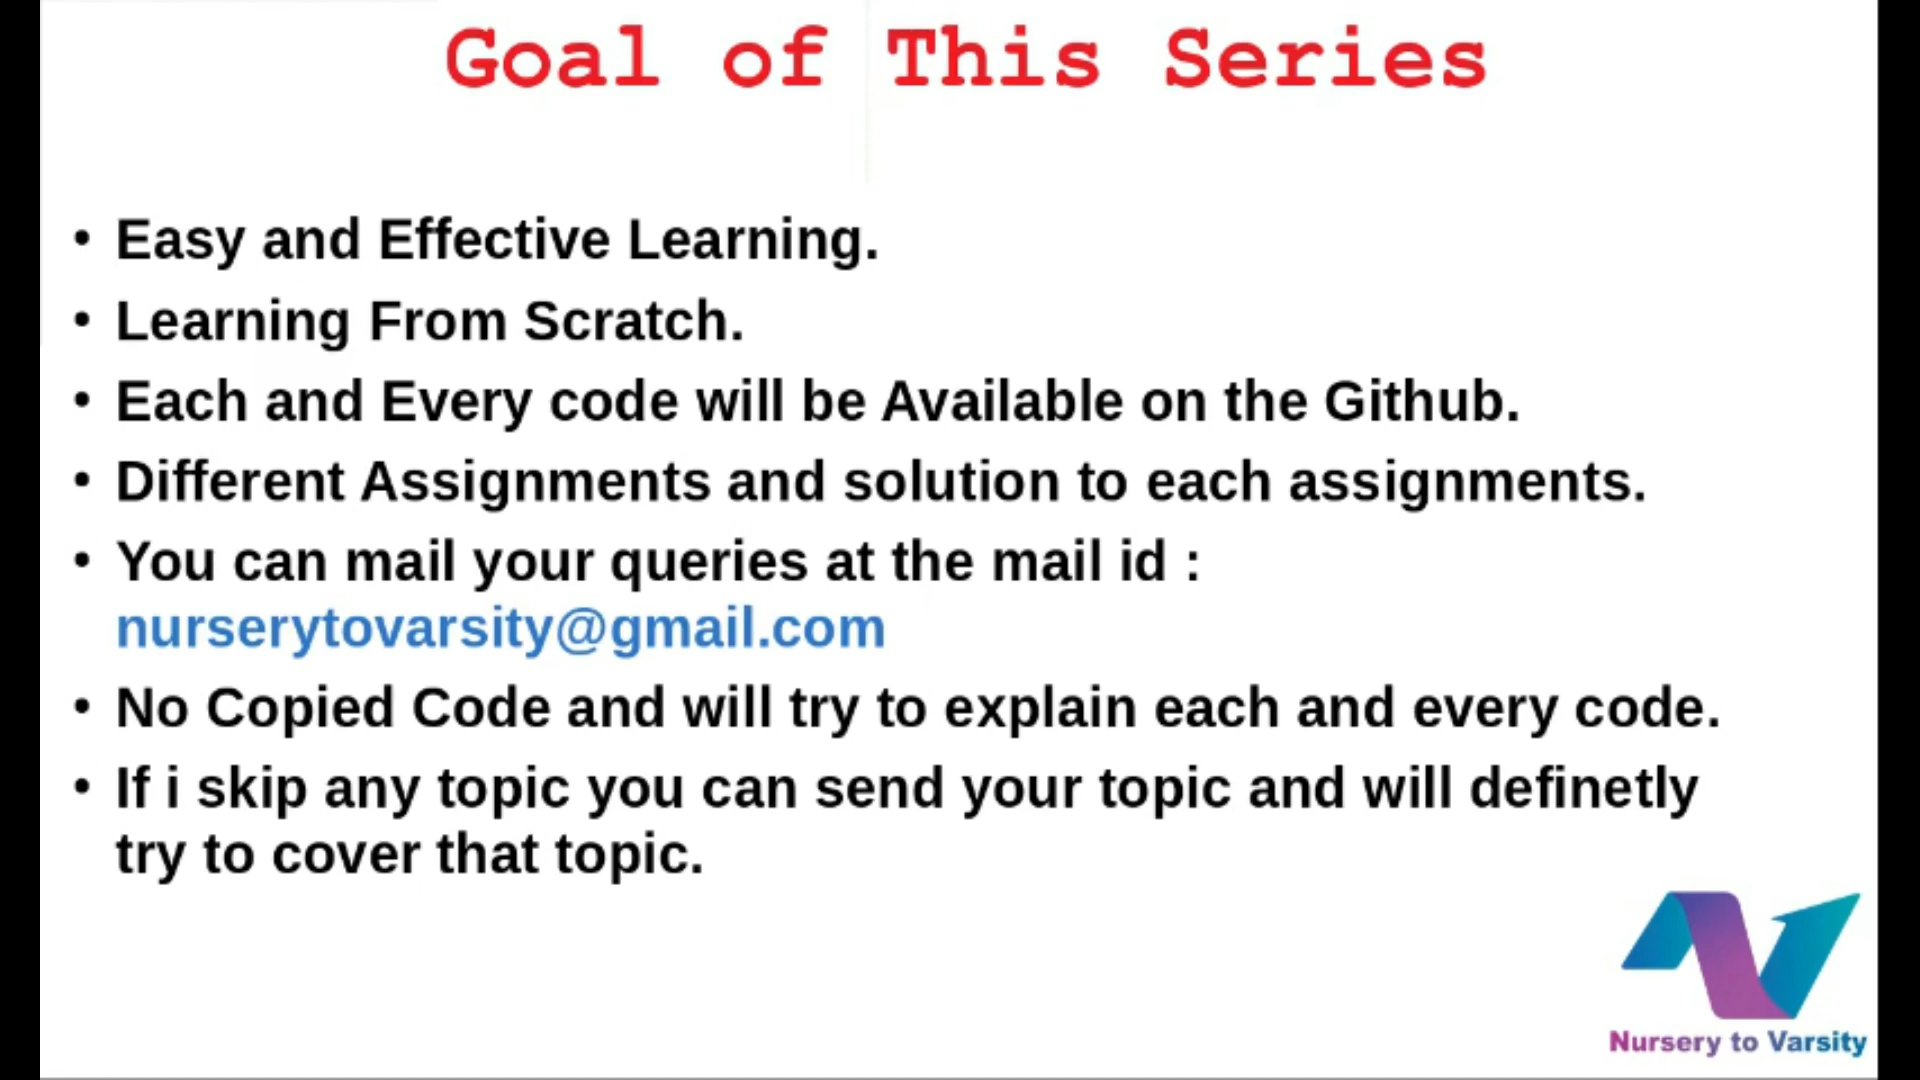 Goal of This Series
• Easy and Effective Learning.
• Learning From Scratch.
• Each and Every code will be Available on the Github.
• Different Assignments and solution to each assignments.
• You can mail your queries at the mail id :
nurserytovarsity@gmail.com
• No Copied Code and will try to explain each and every code.
• If i skip any topic you can send your topic and will definetly
try to cover that topic.
Nursery to Varsity